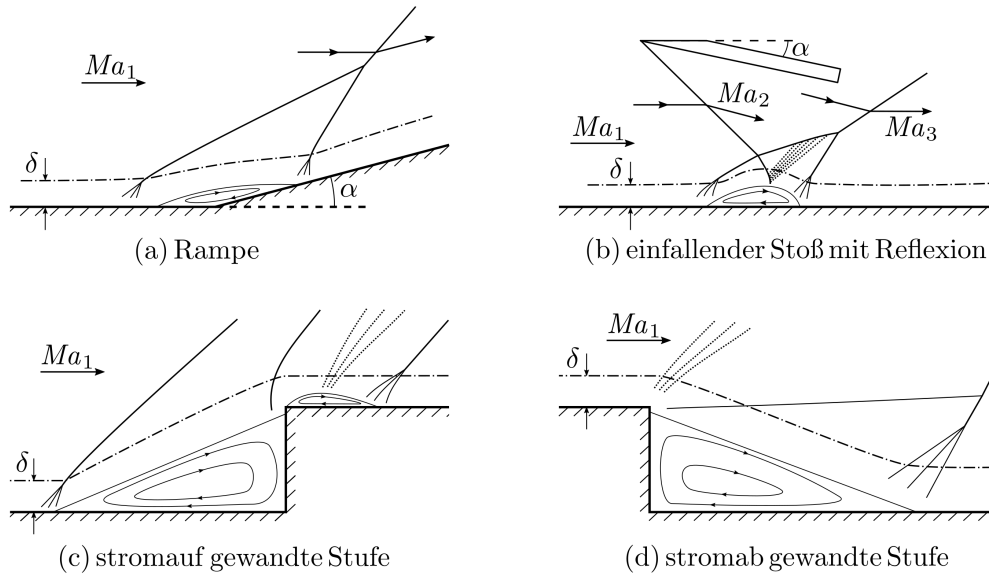 Ma₁
δ
α
(a) Rampe
α
Ma₂
Ma₁
Ma₃
δ
(b) einfallender Stoß mit Reflexion
Ma₁
δ
(c) stromauf gewandte Stufe
Ma₁
δ
(d) stromab gewandte Stufe